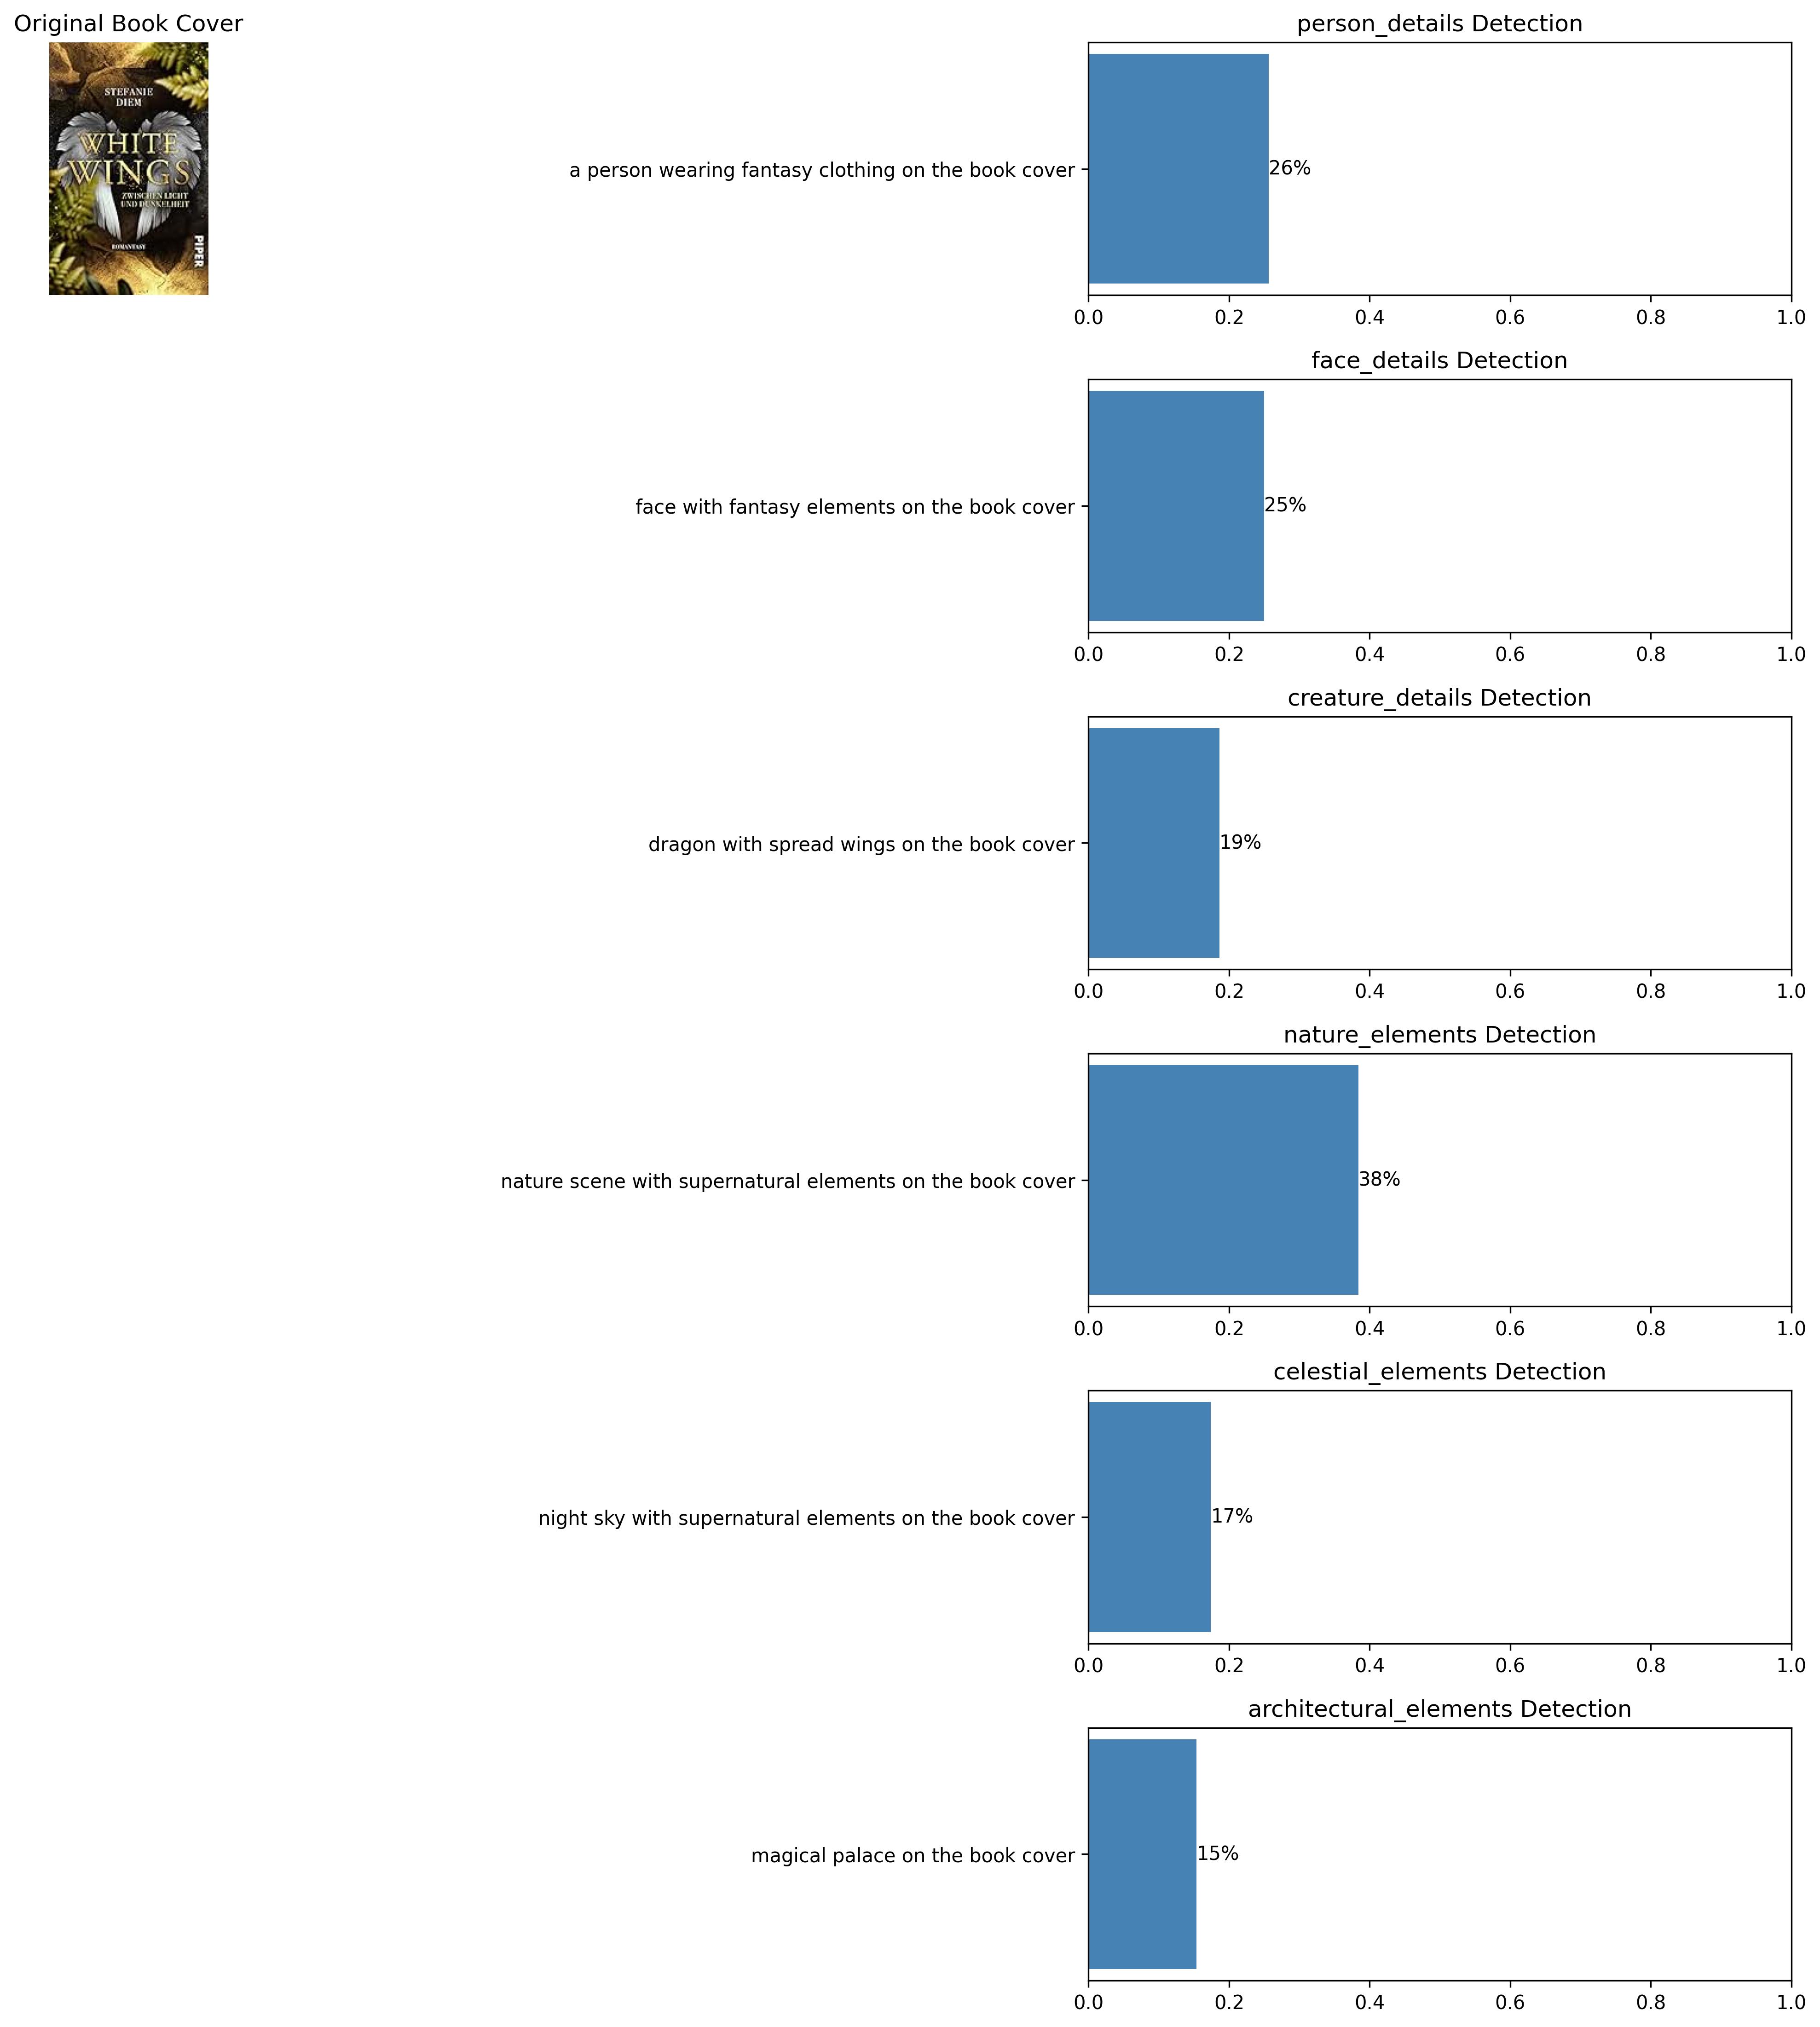 Original Book Cover
STEFANIE
DIEM
WHITE
WINGS
ZWISCHEN LICHT
UND DUNKELHEIT
ROMANTASY
PIPER
person_details Detection
a person wearing fantasy clothing on the book cover
26%
0.0 0.2 0.4 0.6 0.8 1.0
face_details Detection
face with fantasy elements on the book cover
25%
0.0 0.2 0.4 0.6 0.8 1.0
creature_details Detection
dragon with spread wings on the book cover
19%
0.0 0.2 0.4 0.6 0.8 1.0
nature_elements Detection
nature scene with supernatural elements on the book cover
38%
0.0 0.2 0.4 0.6 0.8 1.0
celestial_elements Detection
night sky with supernatural elements on the book cover
17%
0.0 0.2 0.4 0.6 0.8 1.0
architectural_elements Detection
magical palace on the book cover
15%
0.0 0.2 0.4 0.6 0.8 1.0